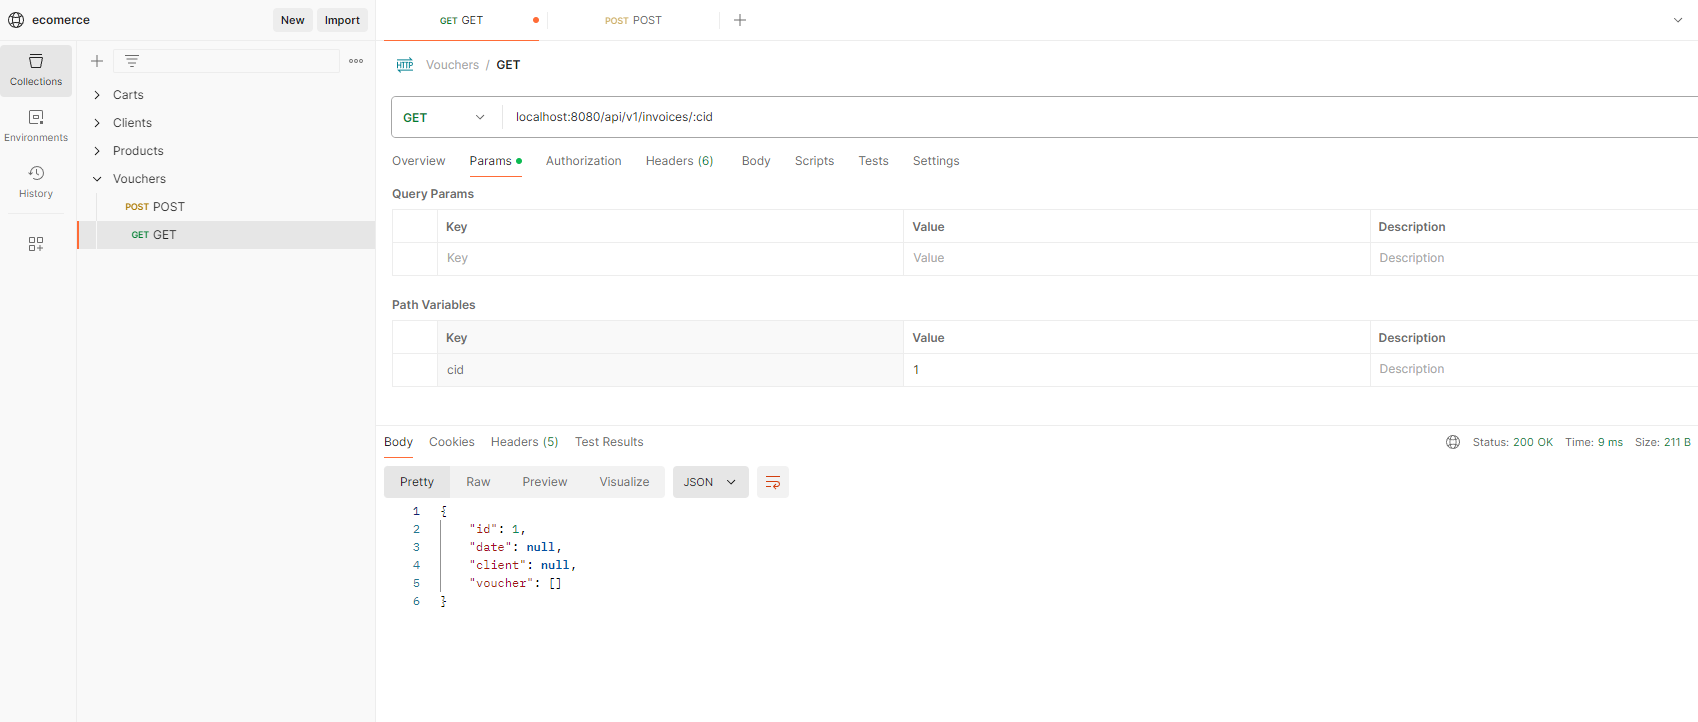 ecomerce
New
Import
GET GET
POST POST
Collections
Environments
History
Carts
Clients
Products
Vouchers
POST POST
GET GET
HTTP Vouchers / GET
GET localhost:8080/api/v1/invoices/:cid
Overview Params Authorization Headers (6) Body Scripts Tests Settings
Query Params
Key Value Description
Key Value Description
Path Variables
Key Value Description
cid 1 Description
Body Cookies Headers (5) Test Results Status: 200 OK Time: 9 ms Size: 211 B
Pretty Raw Preview Visualize JSON
1 {
2 "id": 1,
3 "date": null,
4 "client": null,
5 "voucher": []
6 }